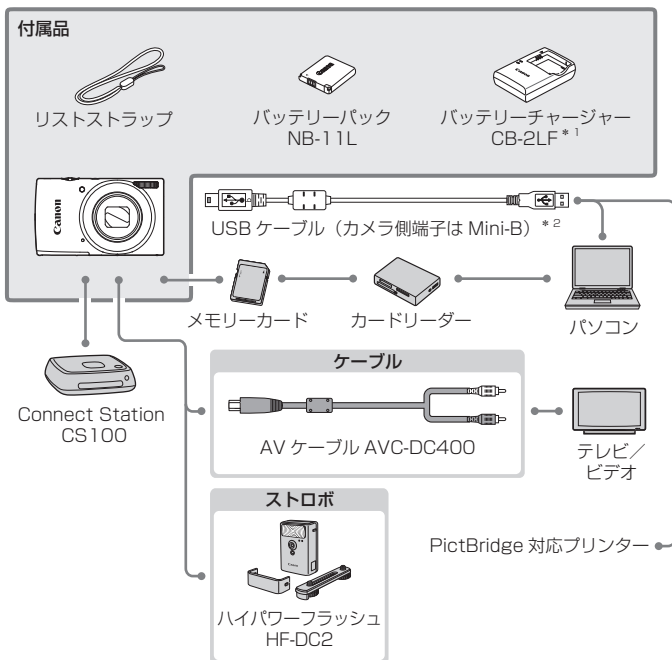 付属品
リストストラップ
バッテリーパック
NB-11L
バッテリーチャージャー
CB-2LF*1
Canon
USB ケーブル（カメラ側端子は Mini-B）*2
メモリーカード
カードリーダー
パソコン
Connect Station
CS100
ケーブル
AV ケーブル AVC-DC400
テレビ／
ビデオ
ストロボ
ハイパワーフラッシュ
HF-DC2
PictBridge 対応プリンター